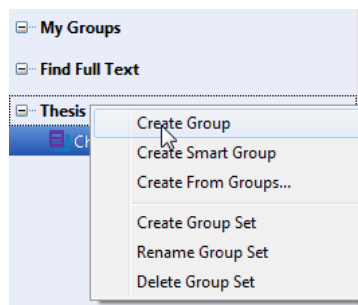 My Groups
Find Full Text
Thesis
Ch
Create Group
Create Smart Group
Create From Groups...
Create Group Set
Rename Group Set
Delete Group Set